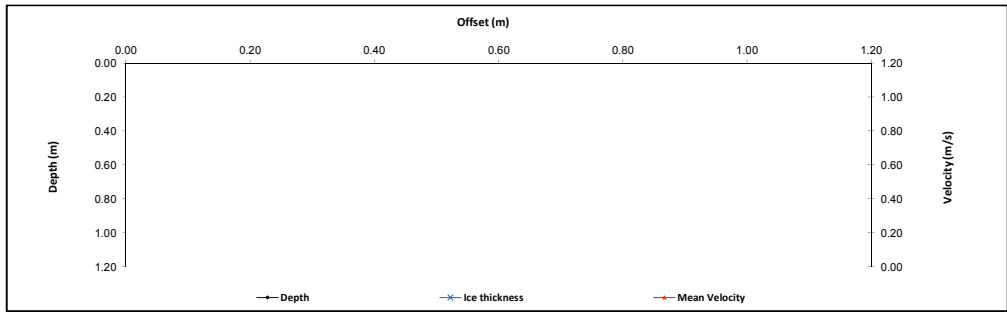 Offset (m)
0.00 0.20 0.40 0.60 0.80 1.00 1.20
0.00 1.20
0.20 1.00
0.40 0.80
0.60 0.60
0.80 0.40
1.00 0.20
1.20 0.00
Depth (m)
Velocity (m/s)
Depth Ice thickness Mean Velocity